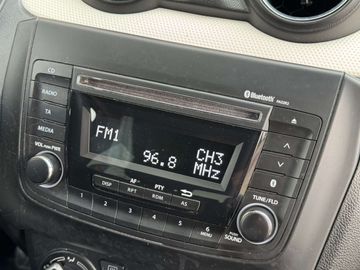 CD
Bluetooth
RADIO
TA
MEDIA
VOL PUSH PWR
FM1
CH3
96.8 MHz
DISP
AF-
RPT
PTY
RDM
AS
1 2 3 4 5 6
MENU
TUNE/FLD
PUSH
SOUND